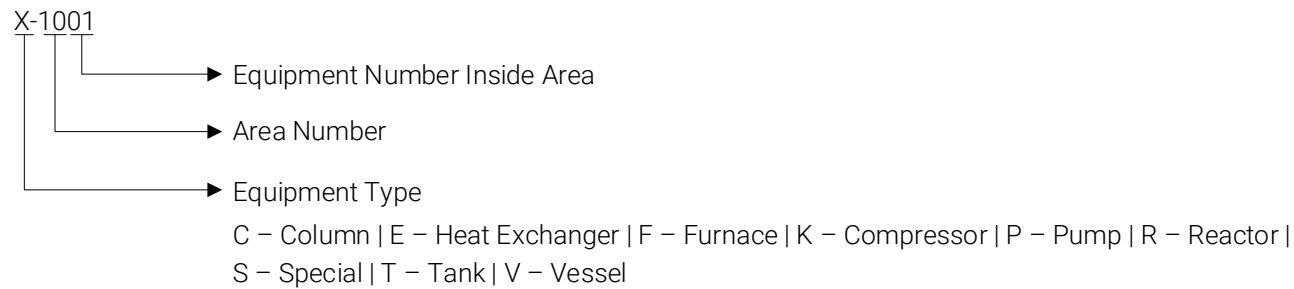 X-1001
Equipment Number Inside Area
Area Number
Equipment Type
C – Column | E – Heat Exchanger | F – Furnace | K – Compressor | P – Pump | R – Reactor |
S – Special | T – Tank | V – Vessel